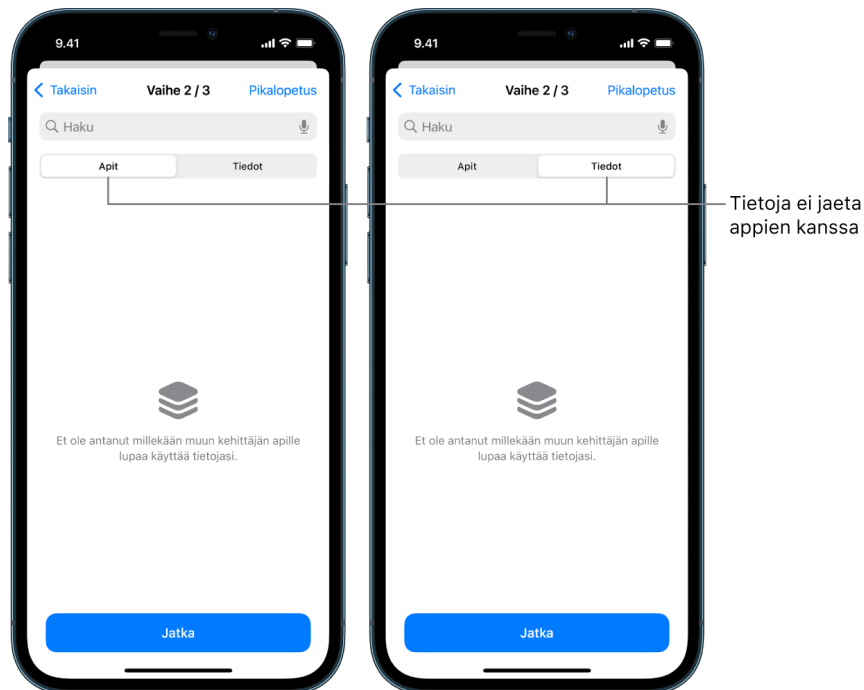 9.41
Takaisin
Vaihe 2 / 3
Pikalopetus
Haku
Apit
Tiedot
Et ole antanut millekään muun kehittäjän apille
lupaa käyttää tietojasi.
Jatka
9.41
Takaisin
Vaihe 2 / 3
Pikalopetus
Haku
Apit
Tiedot
Et ole antanut millekään muun kehittäjän apille
lupaa käyttää tietojasi.
Jatka
Tietoja ei jaeta
appien kanssa